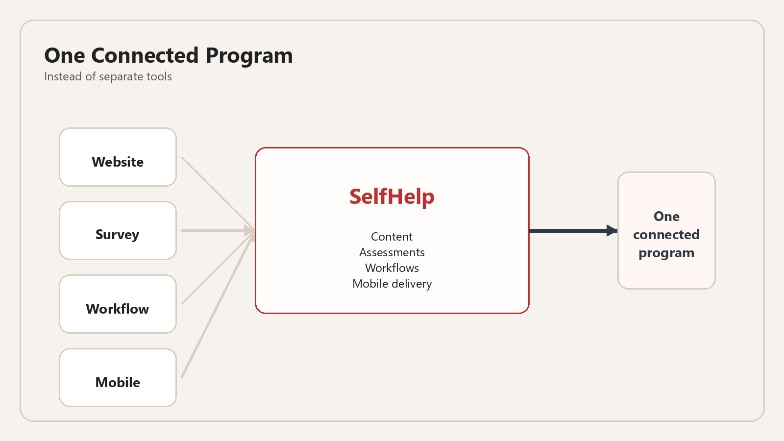 One Connected Program
Instead of separate tools
Website
Survey
Workflow
Mobile
SelfHelp
Content
Assessments
Workflows
Mobile delivery
One
connected
program